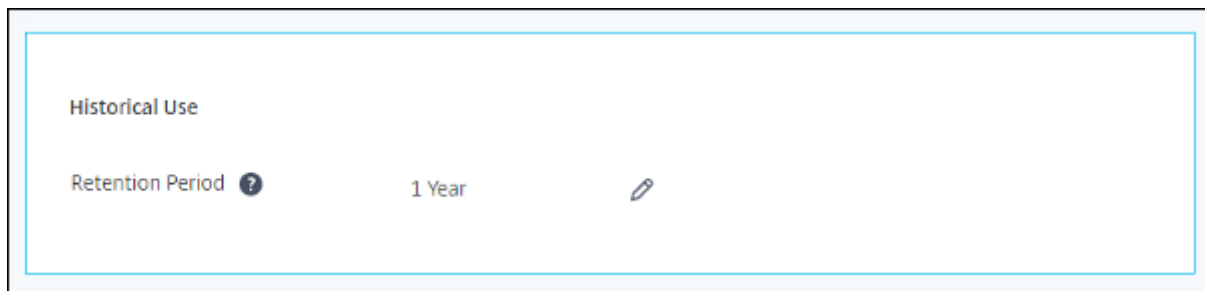 Historical Use
Retention Period ? 1 Year